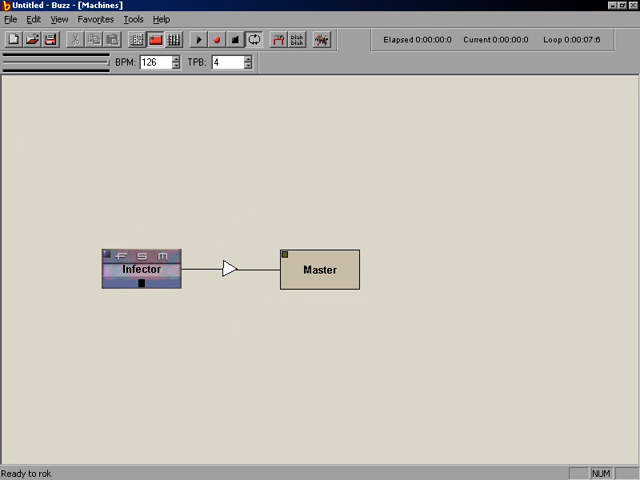 Untitled - Buzz - [Machines]
File Edit View Favorites Tools Help
Elapsed 0:00:00:0 Current 0:00:00:0 Loop 0:00:07:6
BPM: 126 TPB: 4
FSM
Infector
Master
Ready to rok
NUM